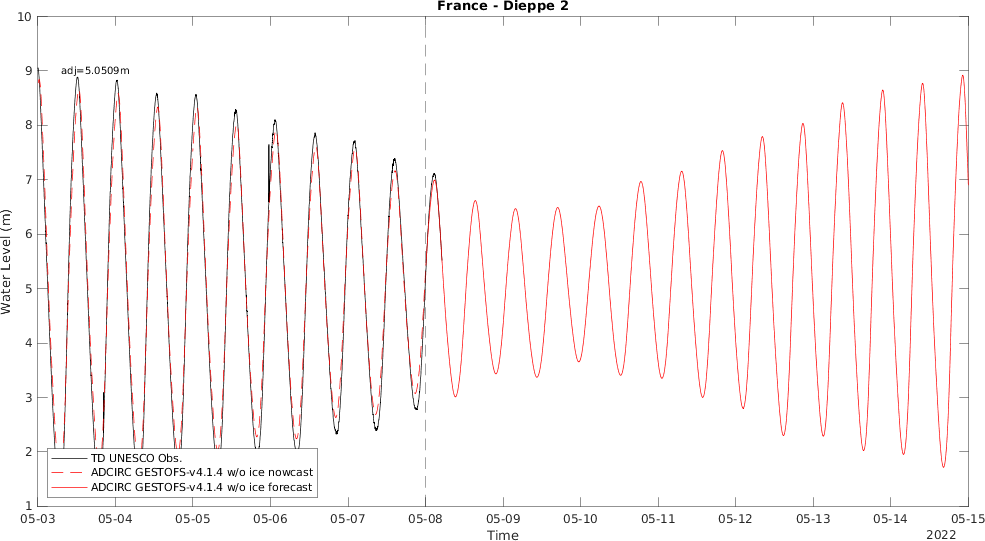 France - Dieppe 2
adj=5.0509m
10
9
8
7
6
5
4
3
2
1
Water Level (m)
TD UNESCO Obs.
ADCIRC GESTOFS-v4.1.4 w/o ice nowcast
ADCIRC GESTOFS-v4.1.4 w/o ice forecast
05-03 05-04 05-05 05-06 05-07 05-08 05-09 05-10 05-11 05-12 05-13 05-14 05-15
Time
2022